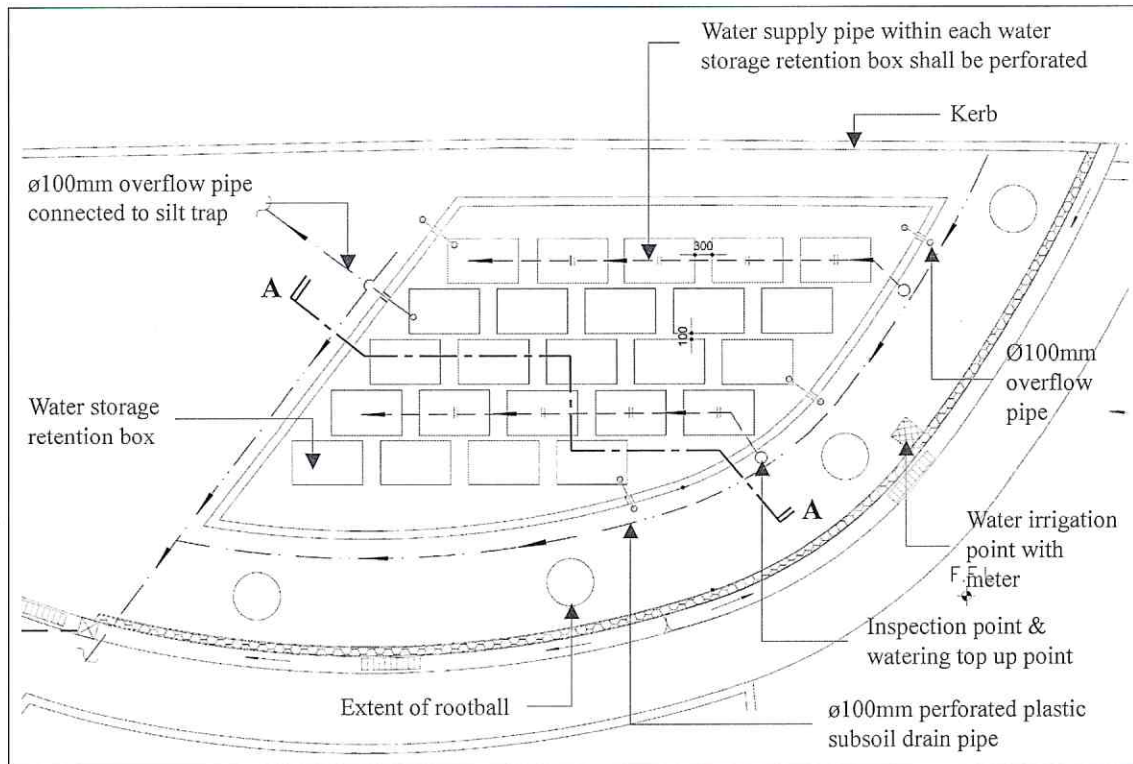 Water supply pipe within each water
storage retention box shall be perforated
Kerb
ø100mm overflow pipe
connected to silt trap
300
A
100
Ø100mm
overflow
pipe
Water storage
retention box
A
Water irrigation
point with
meter
F.F.L
Inspection point &
watering top up point
Extent of rootball
ø100mm perforated plastic
subsoil drain pipe